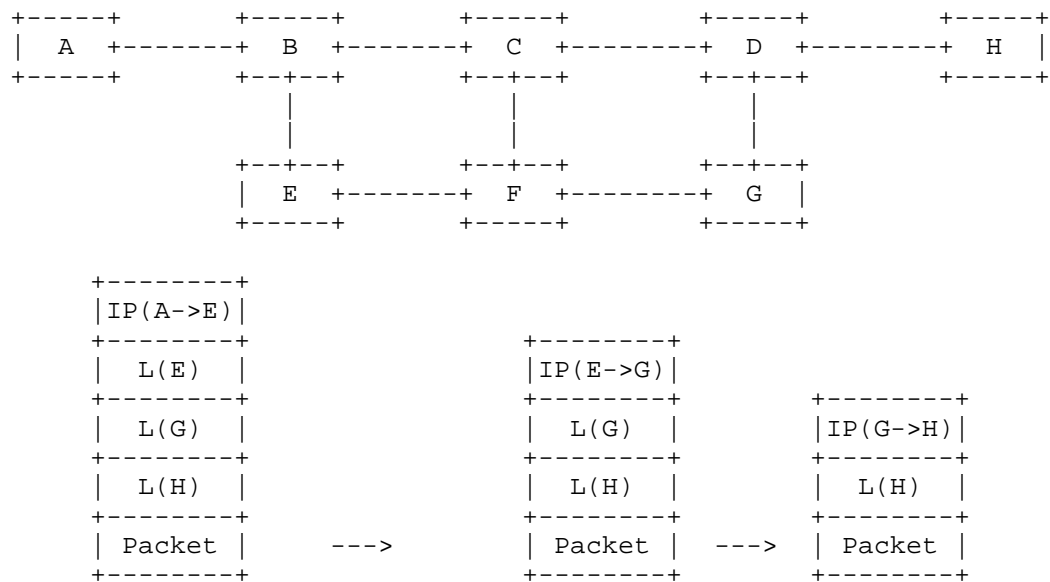 A B C D H
E F G
IP(A->E)
L(E) IP(E->G)
L(G) L(G) IP(G->H)
L(H) L(H) L(H)
Packet ---> Packet ---> Packet